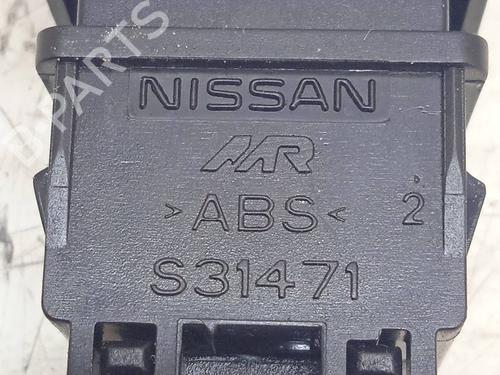 NISSAN
>ABS< 2
S31471
B-PARTS